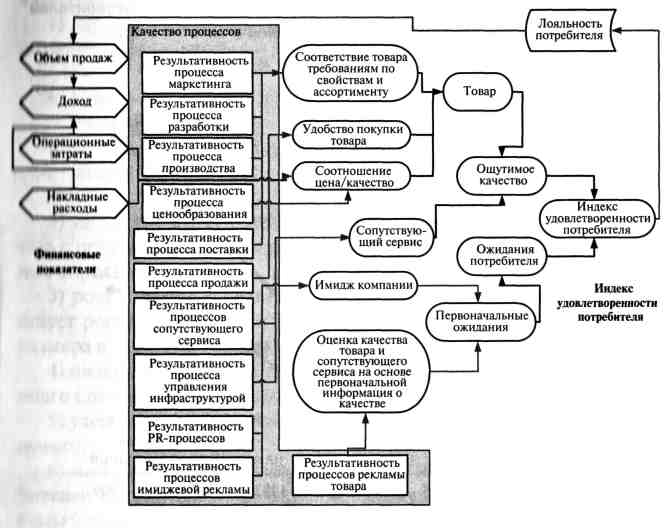 Лояльность
потребителя
Качество процессов
Объем продаж
Доход
Операционные
затраты
Накладные
расходы
Финансовые
показатели
Результативность
процесса
маркетинга
Результативность
процесса
разработки
Результативность
процесса
производства
Результативность
процесса
ценообразования
Результативность
процесса поставки
Результативность
процесса продажи
Результативность
процессов
сопутствующего
сервиса
Результативность
процесса
управления
инфраструктурой
Результативность
PR-процессов
Результативность
процессов
имиджевой рекламы
Результативность
процессов рекламы
товара
Соответствие товара
требованиям по
свойствам и
ассортименту
Удобство покупки
товара
Соотношение
цена/качество
Сопутствую-
щий сервис
Имидж компании
Оценка качества
товара и
сопутствующего
сервиса на основе
первоначальной
информация о
качестве
Товар
Ощутимое
качество
Ожидания
потребителя
Первоначальные
ожидания
Индекс
удовлетворенности
потребителя
Индекс
удовлетворенности
потребителя